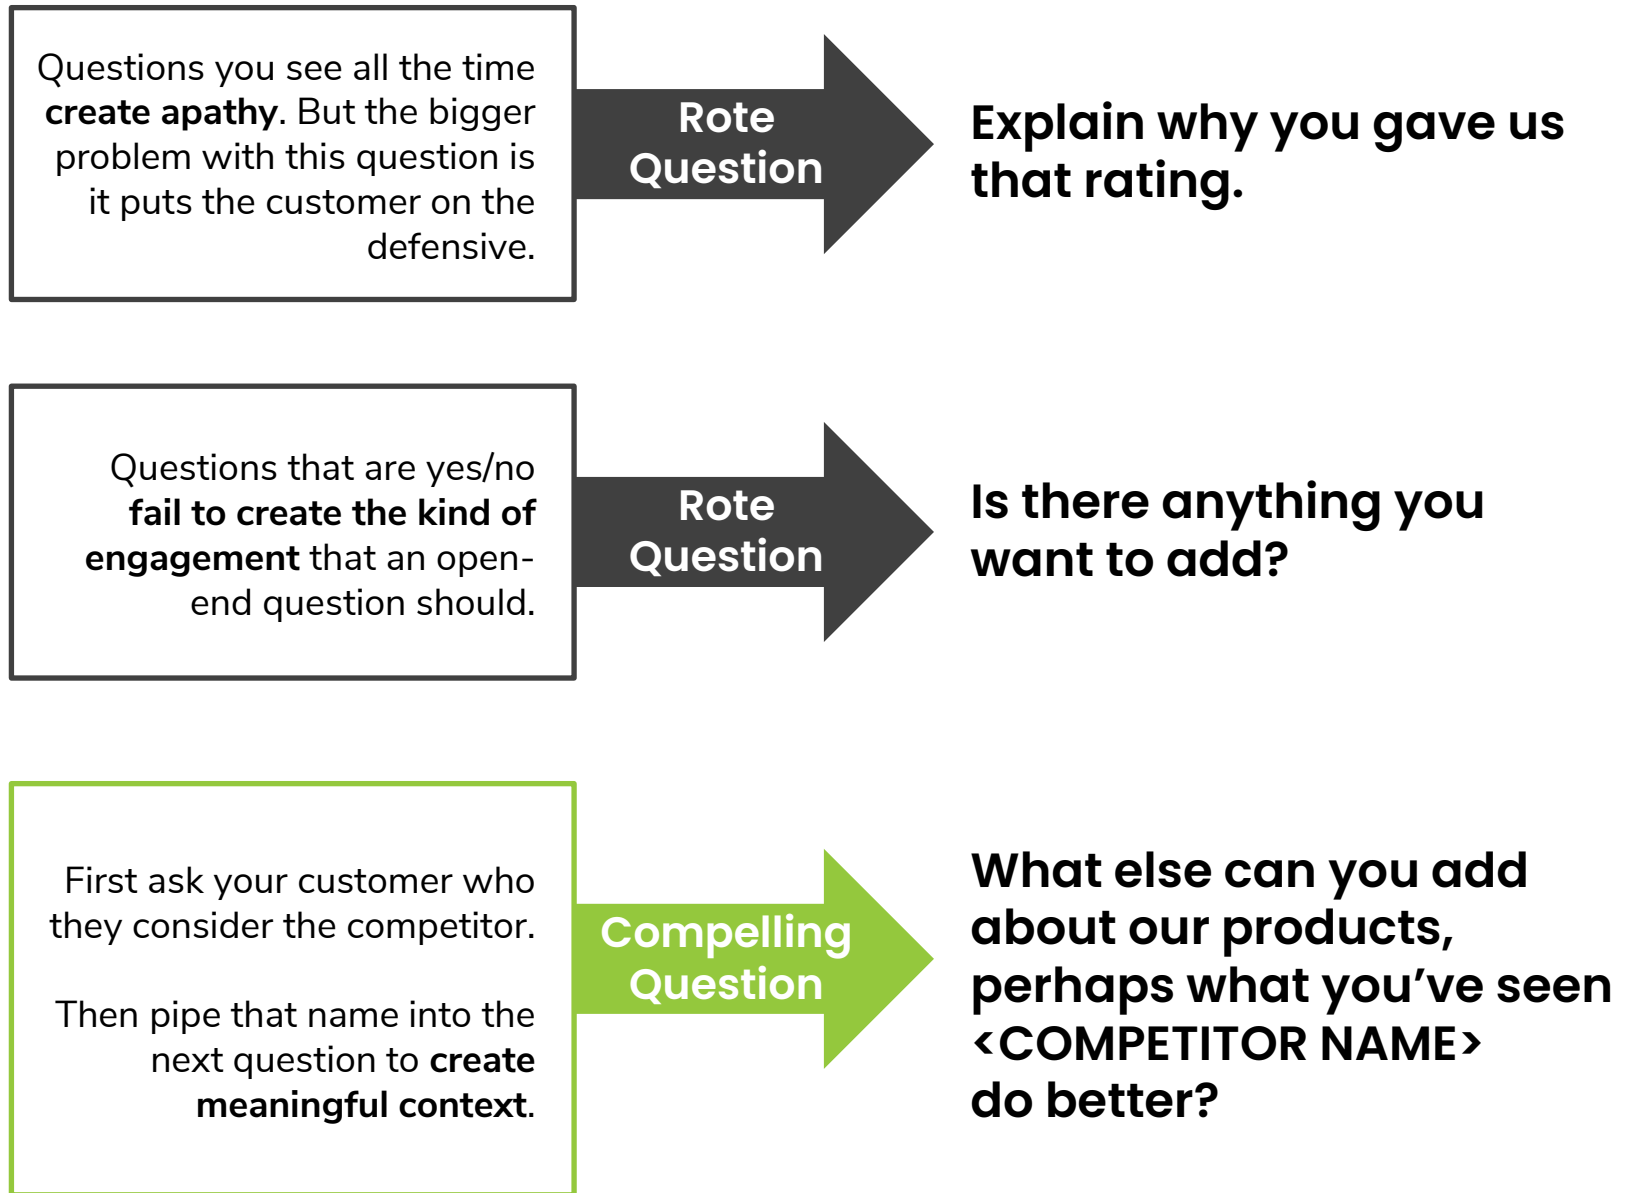 Questions you see all the time
create apathy. But the bigger
problem with this question is
it puts the customer on the
defensive.
Rote
Question
Explain why you gave us
that rating.
Questions that are yes/no
fail to create the kind of
engagement that an open-
end question should.
Rote
Question
Is there anything you
want to add?
First ask your customer who
they consider the competitor.
Then pipe that name into the
next question to create
meaningful context.
Compelling
Question
What else can you add
about our products,
perhaps what you’ve seen
<COMPETITOR NAME>
do better?